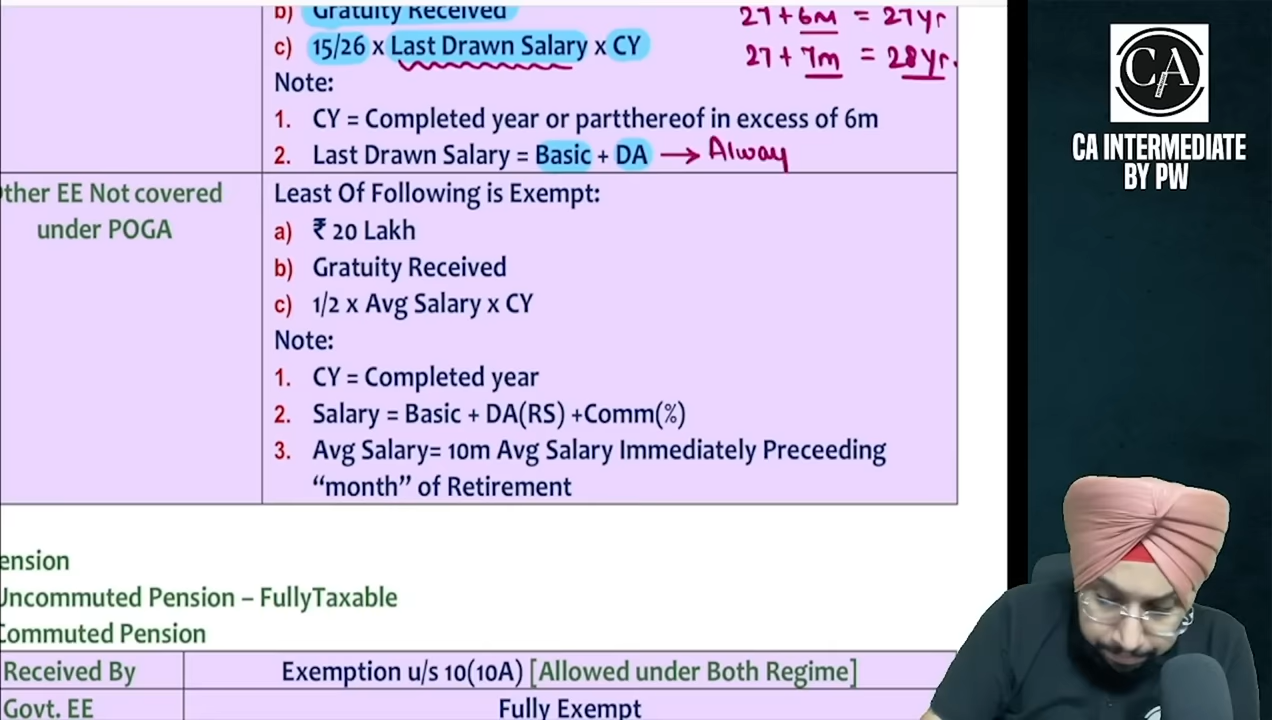 b) Gratuity Received
27 + 6m = 27 yr
c) 15/26 x Last Drawn Salary x CY
27 + 7m = 28 yr.
Note:
1. CY = Completed year or partthereof in excess of 6m
2. Last Drawn Salary = Basic + DA → Alway
ther EE Not covered
under POGA
Least Of Following is Exempt:
a) ₹ 20 Lakh
b) Gratuity Received
c) 1/2 x Avg Salary x CY
Note:
1. CY = Completed year
2. Salary = Basic + DA(RS) +Comm(%)
3. Avg Salary= 10m Avg Salary Immediately Preceeding
“month” of Retirement
ension
Uncommuted Pension – FullyTaxable
Commuted Pension
Received By
Exemption u/s 10(10A) [Allowed under Both Regime]
Govt. EE
Fully Exempt
CA
CA INTERMEDIATE
BY PW